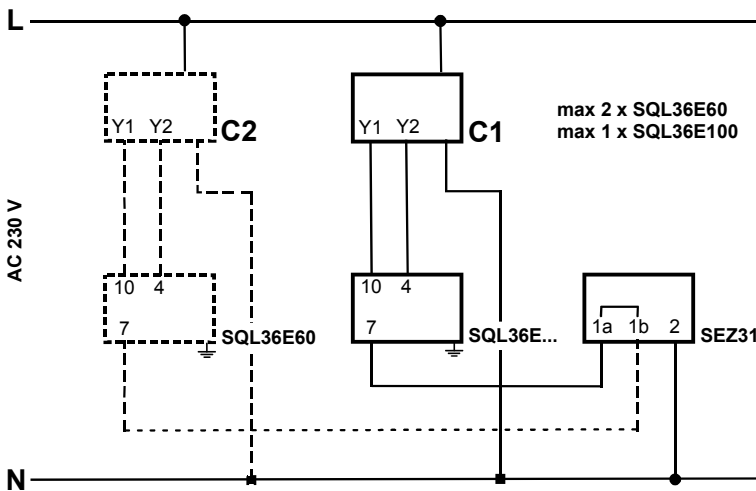 L
Y1 Y2
C2
Y1 Y2
C1
max 2 x SQL36E60
max 1 x SQL36E100
AC 230 V
10 4
7
SQL36E60
10 4
7
SQL36E...
1a 1b 2
SEZ31
N